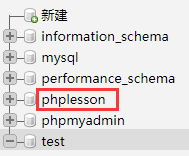 新建
information_schema
mysql
performance_schema
phplesson
phpmyadmin
test